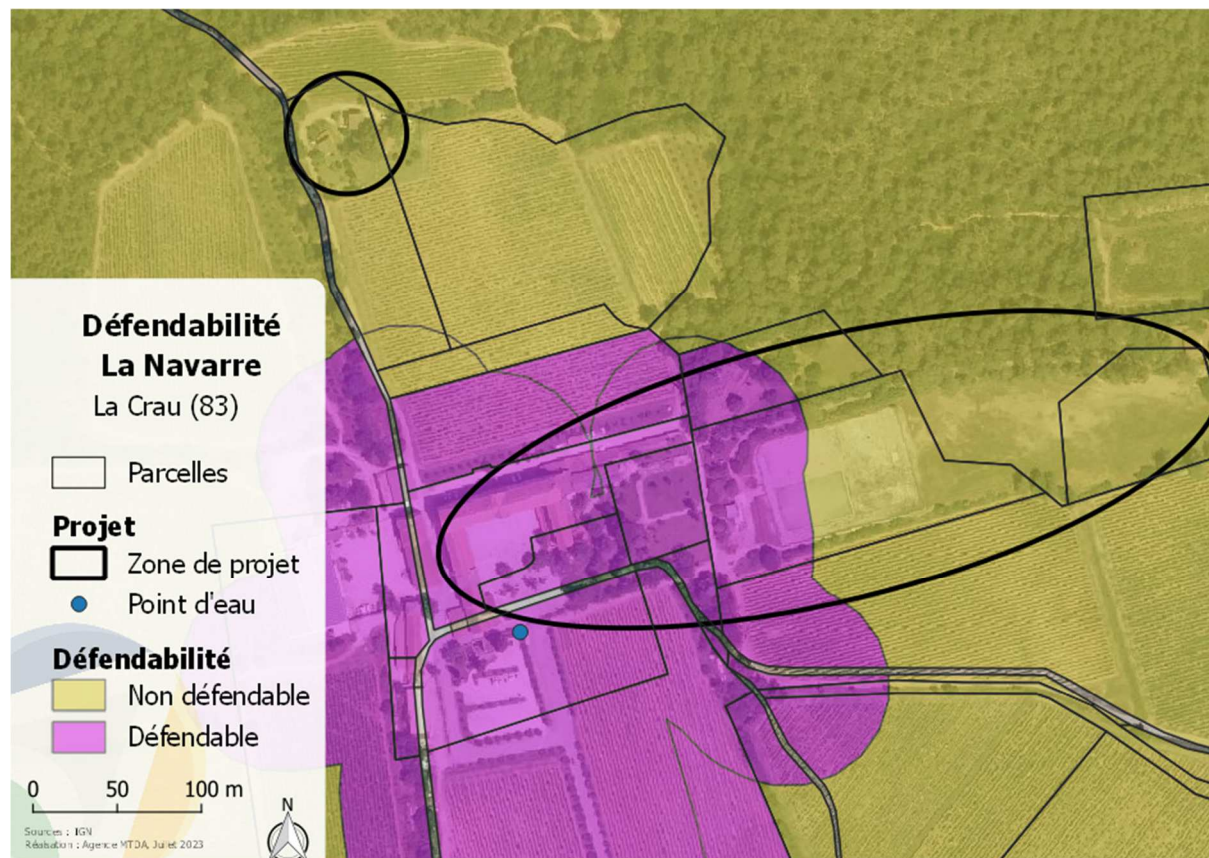 Défendabilité
La Navarre
La Crau (83)
Parcelles
Projet
Zone de projet
Point d'eau
Défendabilité
Non défendable
Défendable
0 50 100 m
N
Sources : IGN
Réalisation : Agence MTDA, Juillet 2023